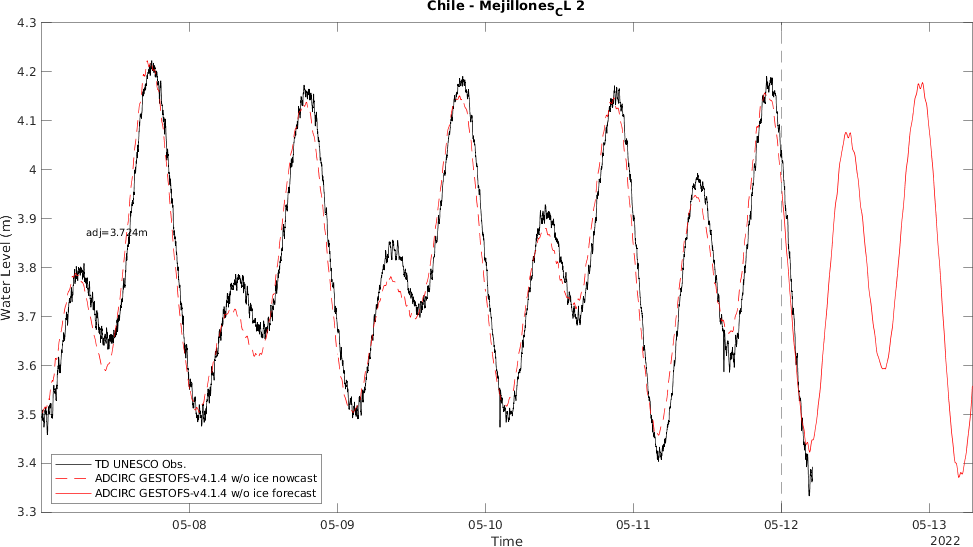 Chile - Mejillones_CL 2
4.3
4.2
4.1
4
3.9
3.8
3.7
3.6
3.5
3.4
3.3
Water Level (m)
adj=3.724m
TD UNESCO Obs.
ADCIRC GESTOFS-v4.1.4 w/o ice nowcast
ADCIRC GESTOFS-v4.1.4 w/o ice forecast
05-08
05-09
05-10
05-11
05-12
05-13
Time
2022